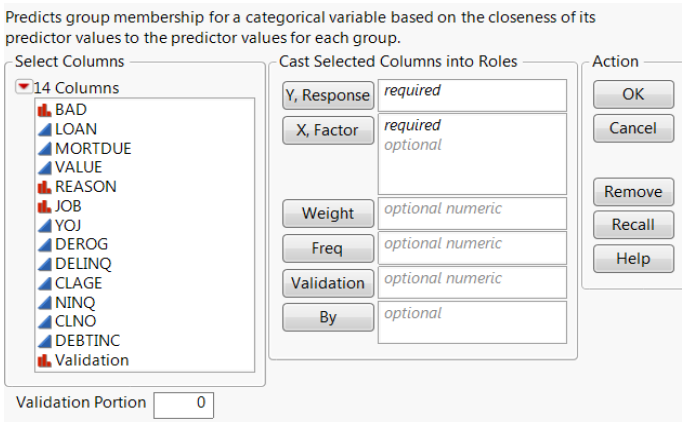 Predicts group membership for a categorical variable based on the closeness of its
predictor values to the predictor values for each group.
Select Columns
14 Columns
BAD
LOAN
MORTDUE
VALUE
REASON
JOB
YOJ
DEROG
DELINQ
CLAGE
NINQ
CLNO
DEBTINC
Validation
Validation Portion 0
Cast Selected Columns into Roles
Y, Response required
X, Factor required
optional
Weight optional numeric
Freq optional numeric
Validation optional numeric
By optional
Action
OK
Cancel
Remove
Recall
Help